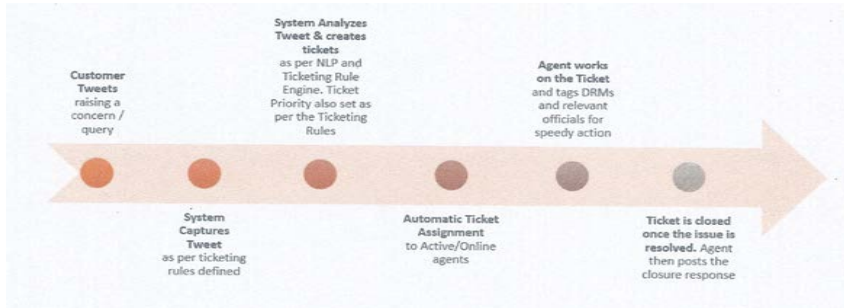 Customer
Tweets
raising a
concern /
query
System
Captures
Tweet
as per ticketing
rules defined
System Analyzes
Tweet & creates
tickets
as per NLP and
Ticketing Rule
Engine. Ticket
Priority also set as
per the Ticketing
Rules
Automatic Ticket
Assignment
to Active/Online
agents
Agent works
on the Ticket
and tags DRMs
and relevant
officials for
speedy action
Ticket is closed
once the issue is
resolved. Agent
then posts the
closure response